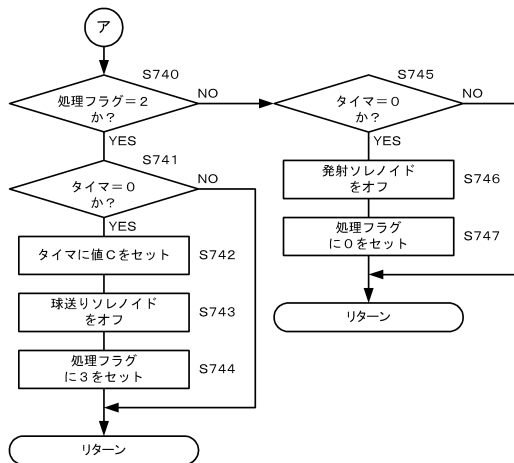 ア
S740
処理フラグ＝2
か？
NO
YES
S741
タイマ＝0
か？
NO
YES
タイマに値Cをセット
S742
球送りソレノイド
をオフ
S743
処理フラグ
に3をセット
S744
リターン
S745
タイマ＝0
か？
NO
YES
発射ソレノイド
をオフ
S746
処理フラグ
に0をセット
S747
リターン